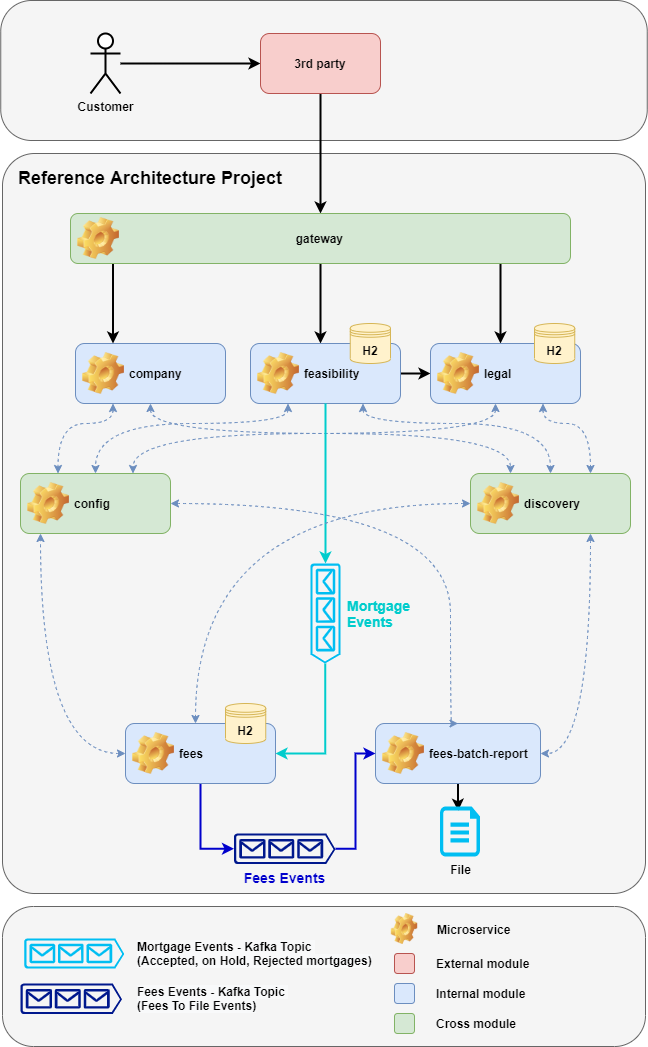 Customer
3rd party
Reference Architecture Project
gateway
company
feasibility
H2
legal
H2
config
discovery
Mortgage
Events
fees
H2
fees-batch-report
Fees Events
File
Mortgage Events - Kafka Topic
(Accepted, on Hold, Rejected mortgages)
Fees Events - Kafka Topic
(Fees To File Events)
Microservice
External module
Internal module
Cross module